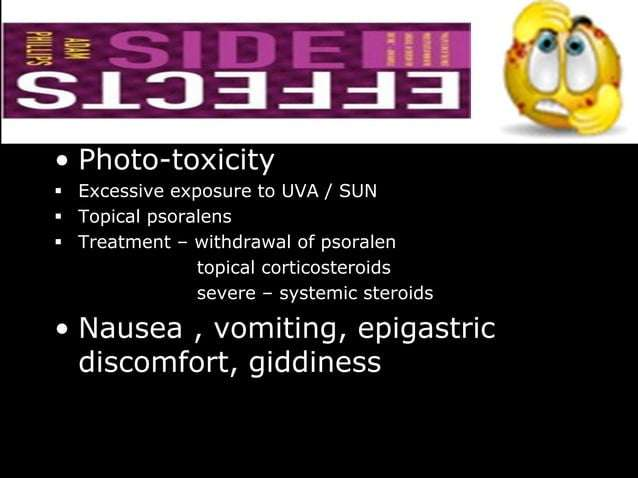 ADAM
PHILLIPS
SIDE
EFFECTS
• Photo-toxicity
▪ Excessive exposure to UVA / SUN
▪ Topical psoralens
▪ Treatment – withdrawal of psoralen
topical corticosteroids
severe – systemic steroids
• Nausea , vomiting, epigastric
discomfort, giddiness